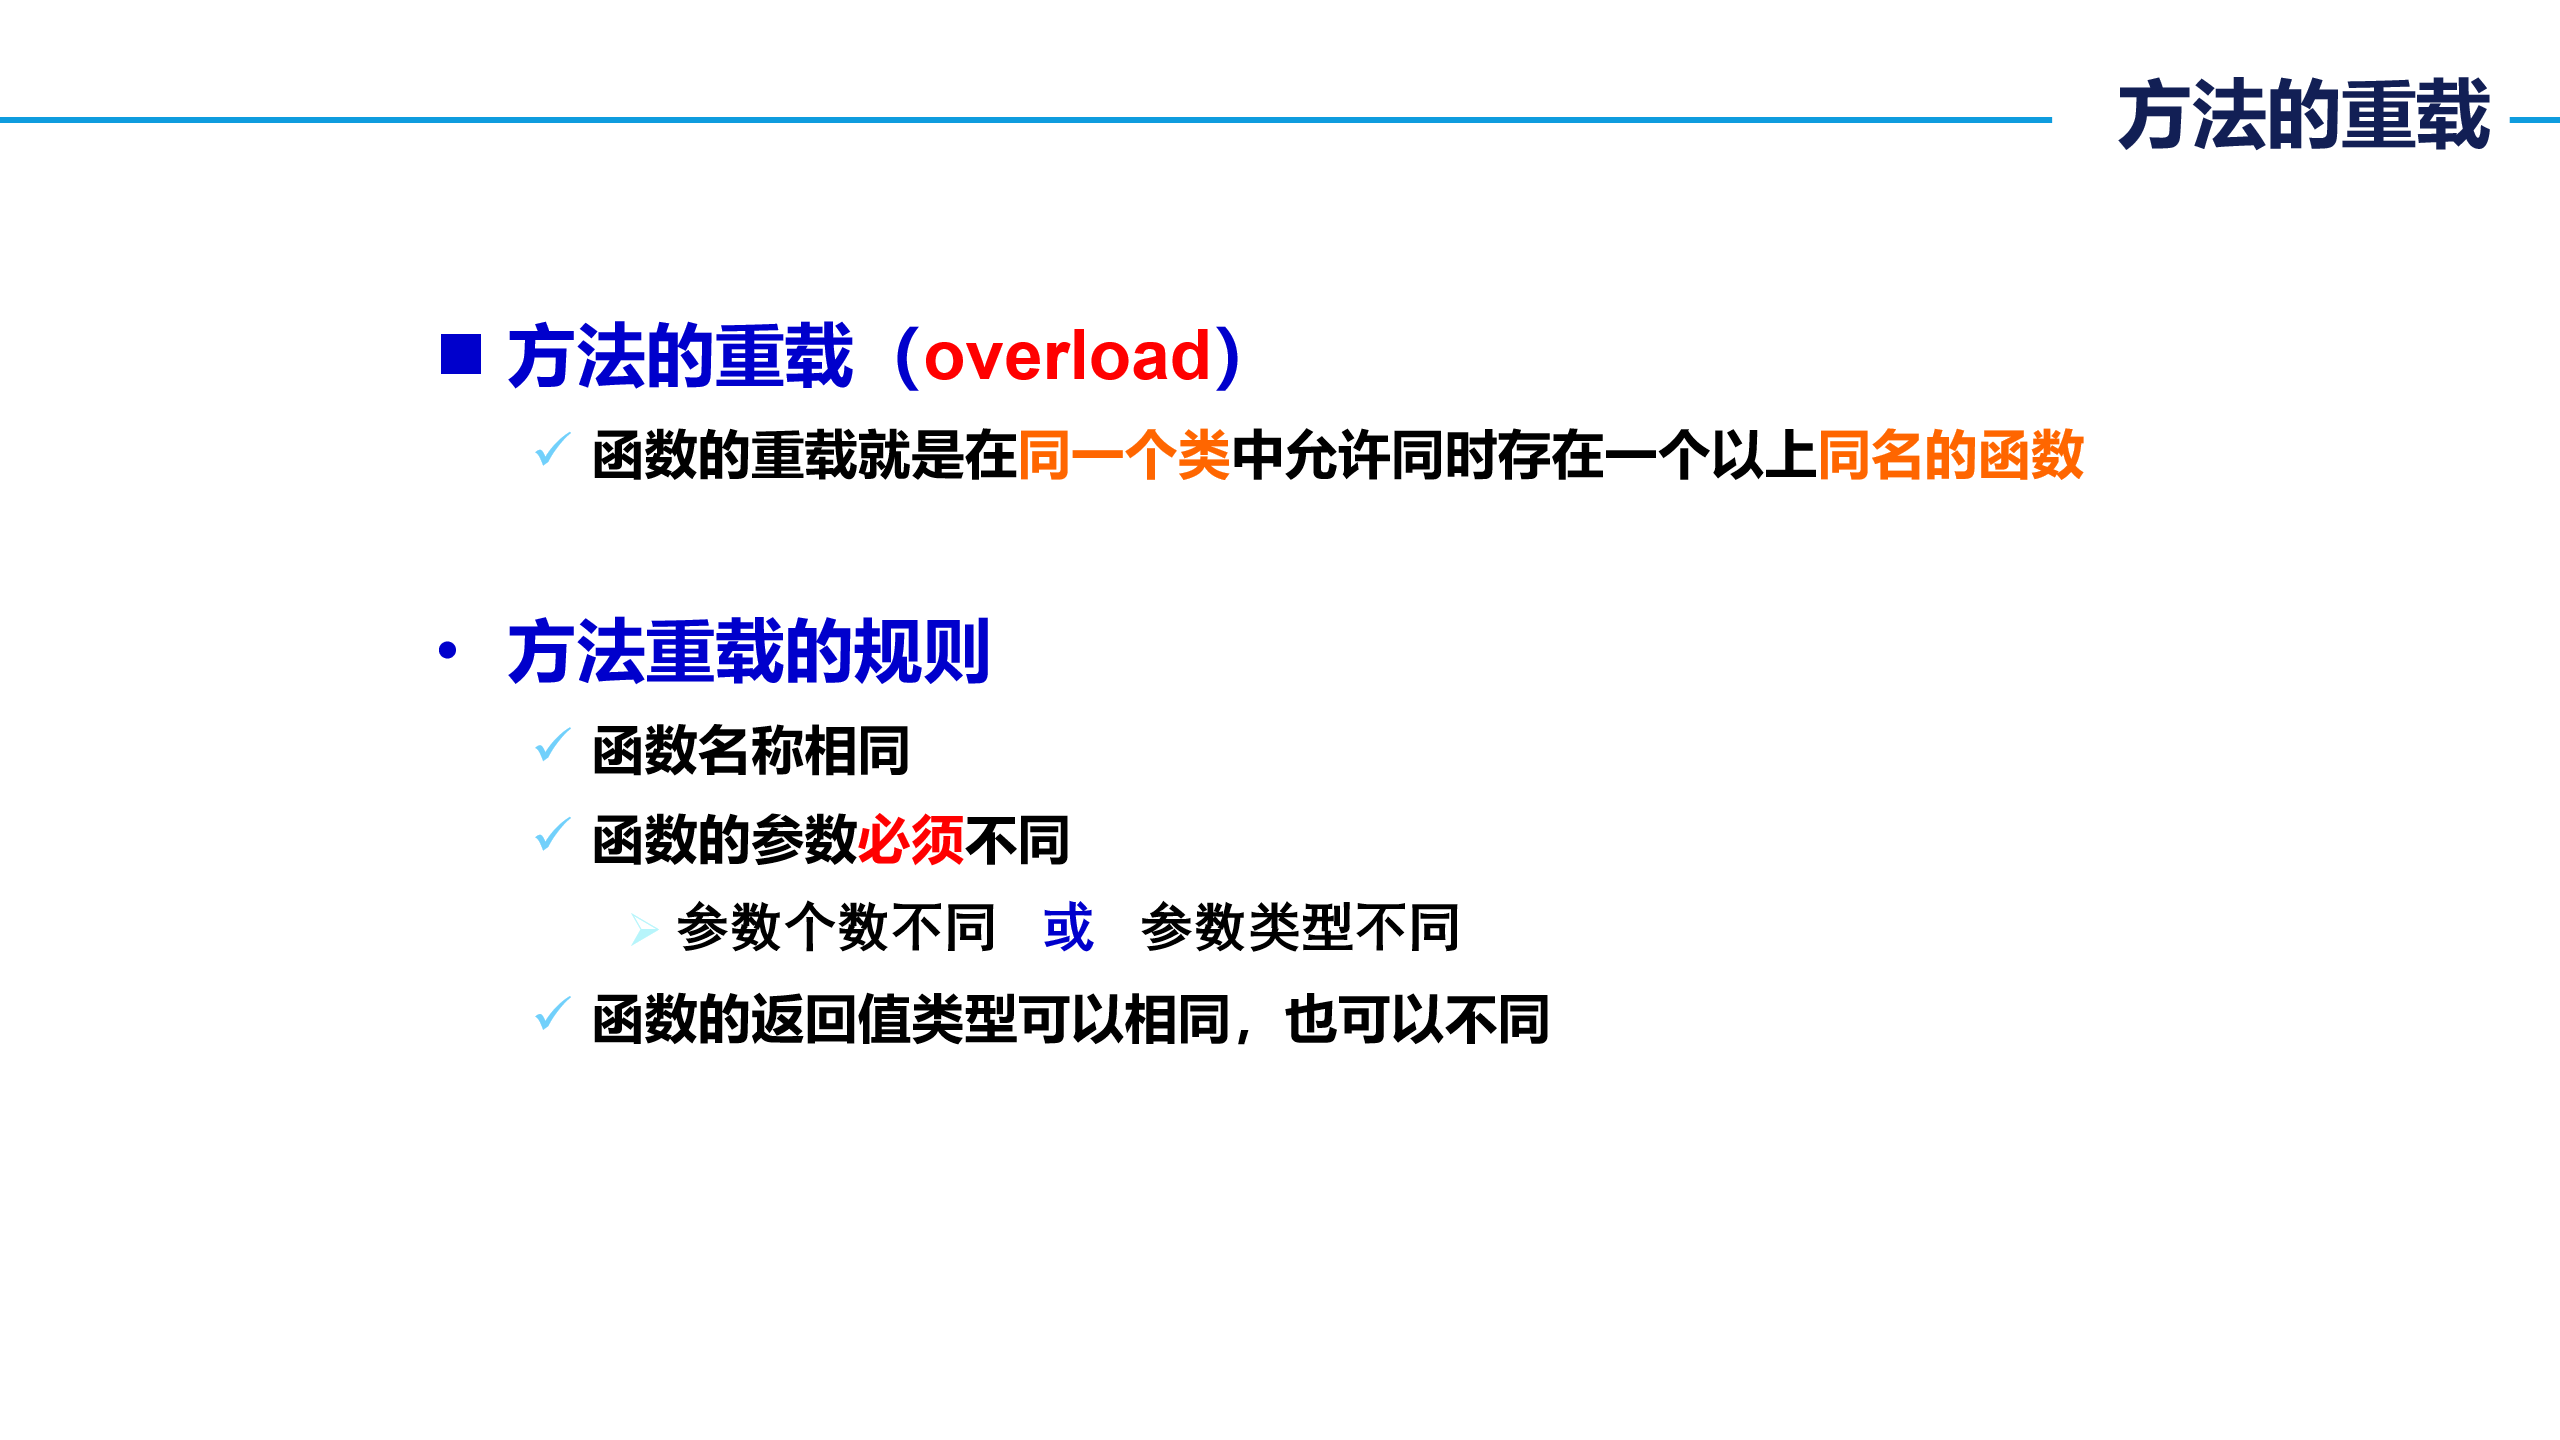 方法的重载
方法的重载（overload）
函数的重载就是在同一个类中允许同时存在一个以上同名的函数
方法重载的规则
函数名称相同
函数的参数必须不同
参数个数不同 或 参数类型不同
函数的返回值类型可以相同，也可以不同